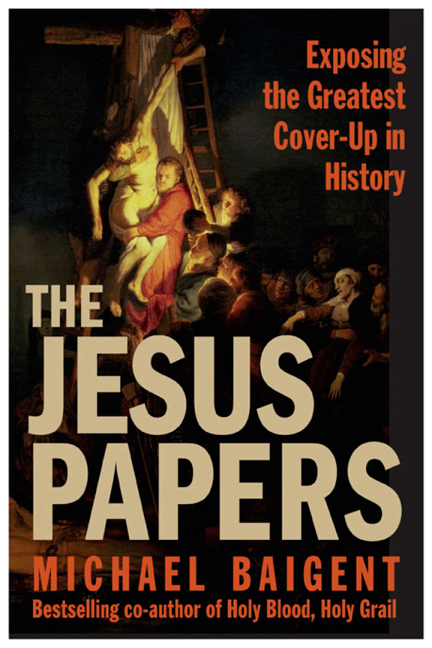 Exposing
the Greatest
Cover-Up in
History
THE
JESUS
PAPERS
MICHAEL BAIGENT
Bestselling co-author of Holy Blood, Holy Grail